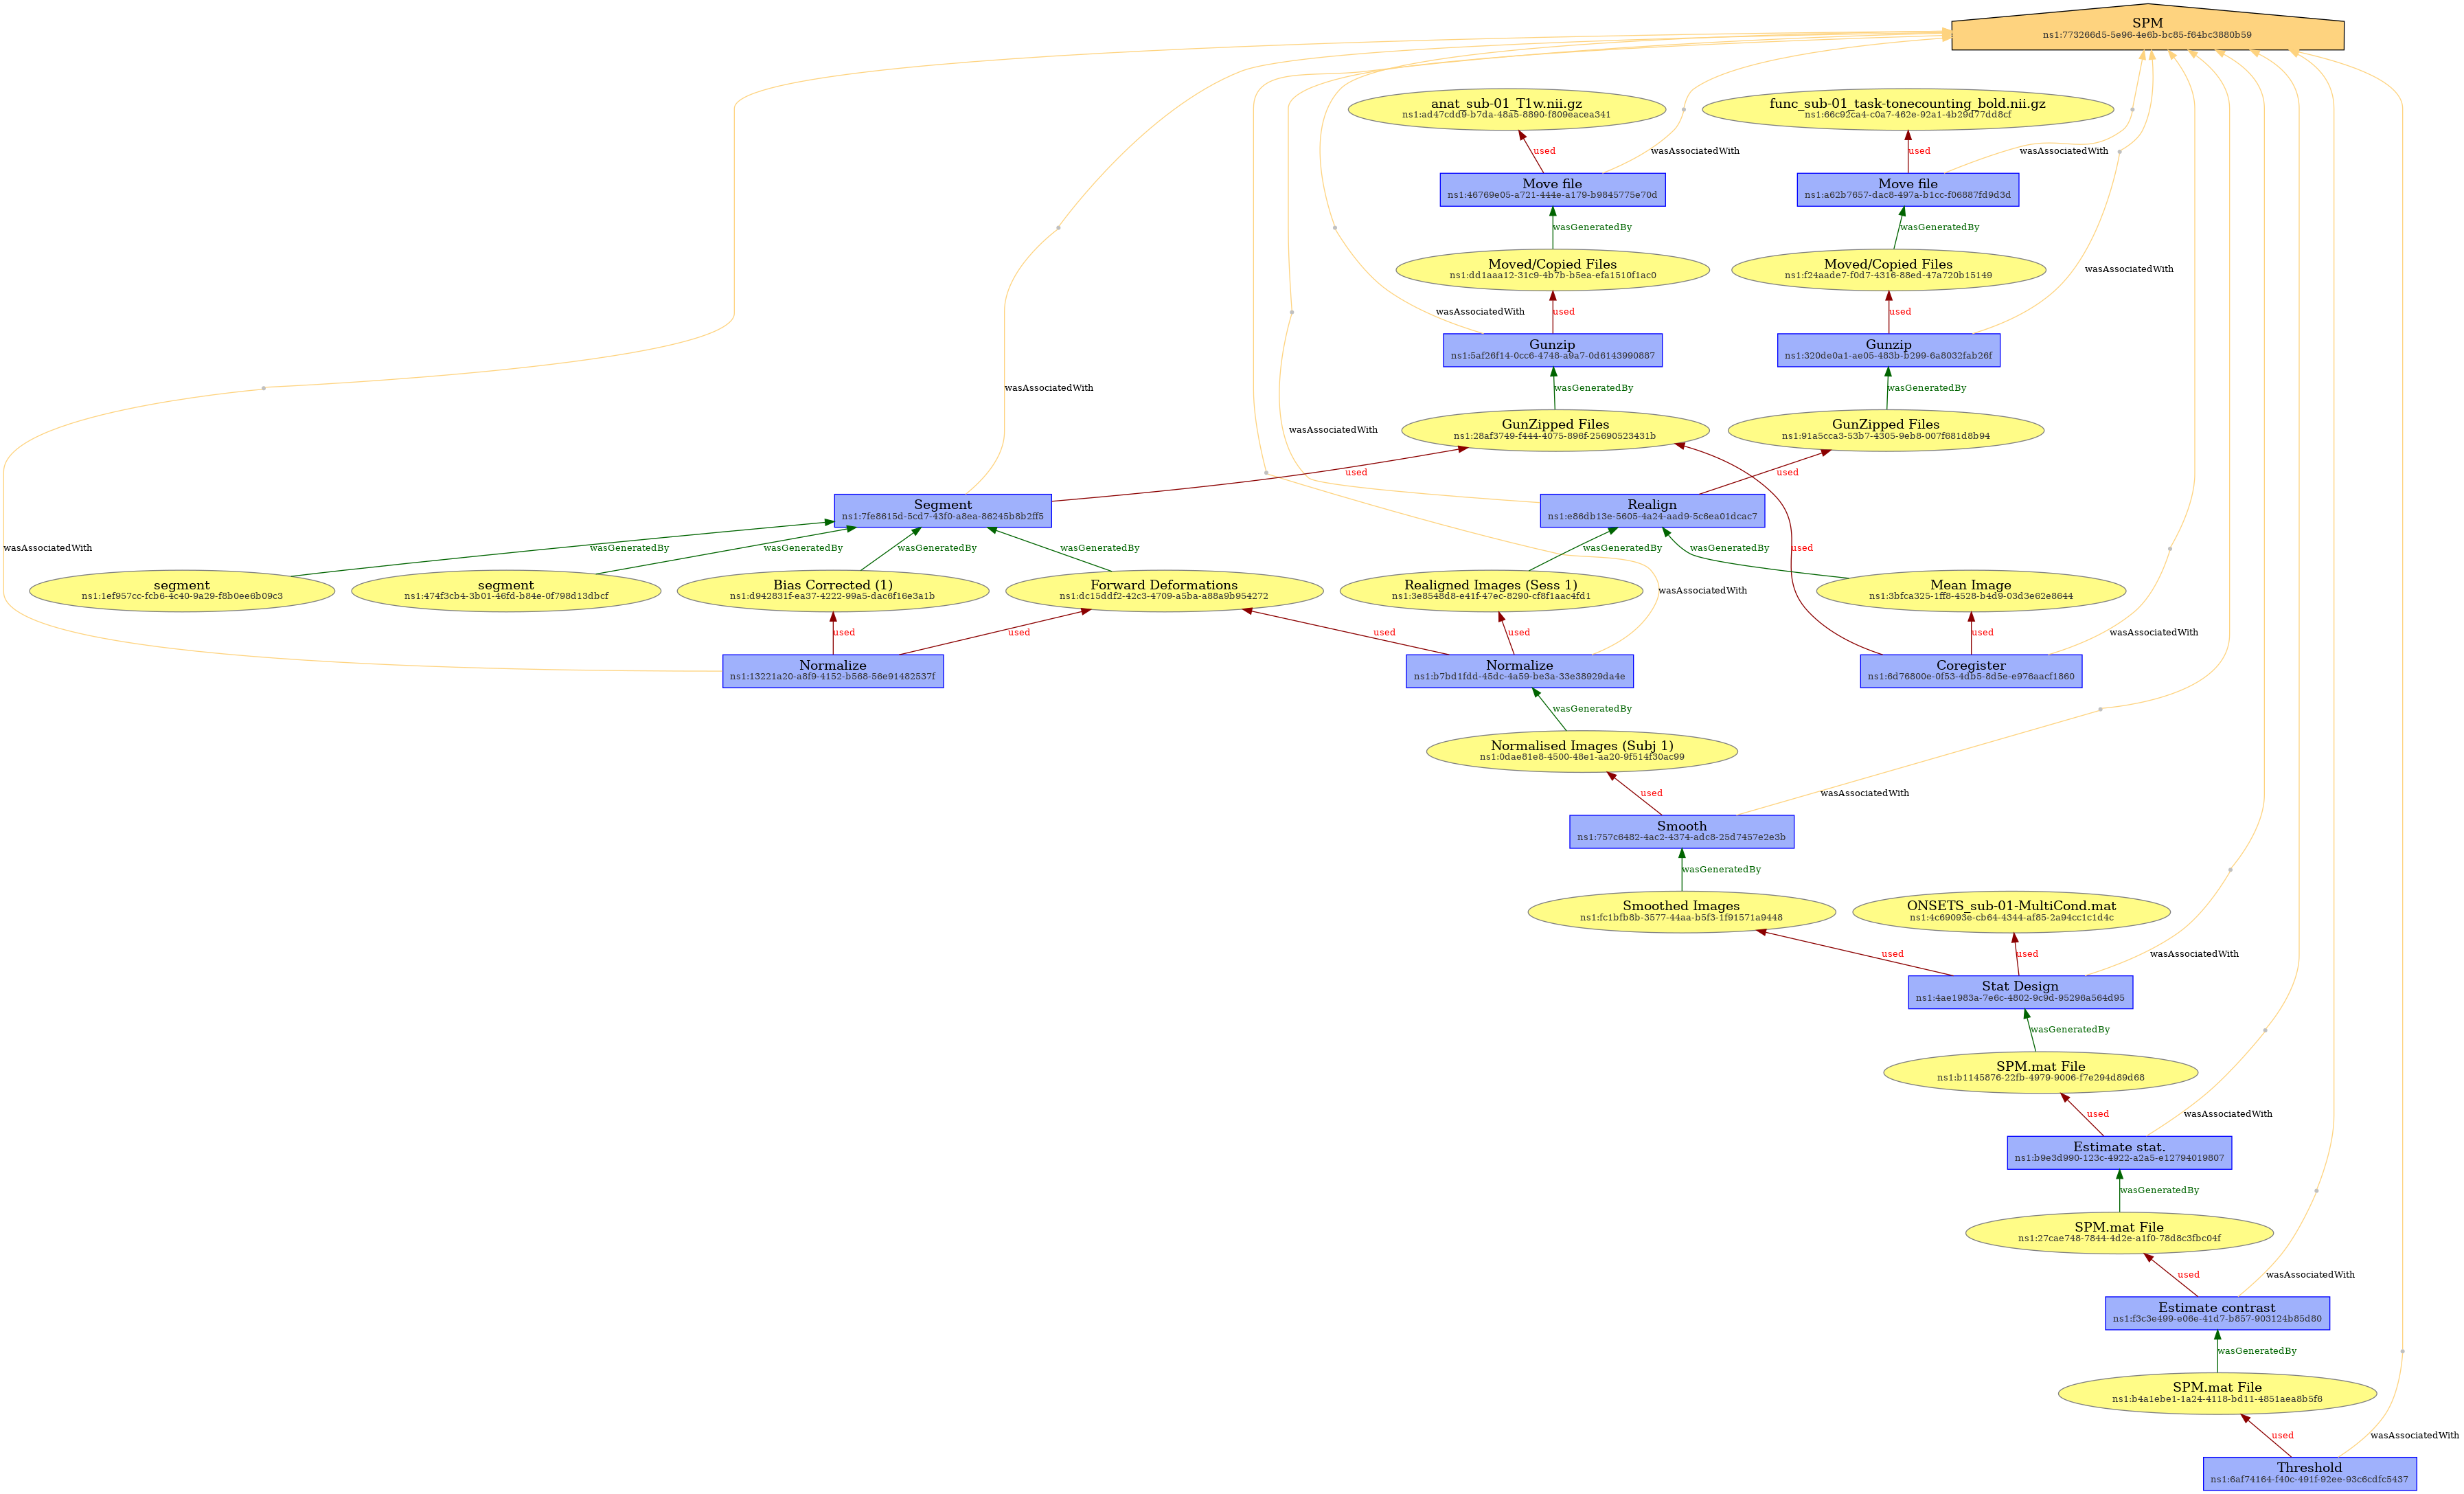 SPM
ns1:773266d5-5e96-4e6b-bc85-f64bc3880b59
anat_sub-01_T1w.nii.gz
ns1:ad47cdd9-b7da-48a5-8890-f809eacea341
func_sub-01_task-tonecounting_bold.nii.gz
ns1:66c92ca4-c0a7-462e-92a1-4b29d77dd8cf
used
wasAssociatedWith
used
wasAssociatedWith
Move file
ns1:46769e05-a721-444e-a179-b9845775e70d
Move file
ns1:a62b7657-dac8-497a-b1cc-f06887fd9d3d
wasGeneratedBy
wasGeneratedBy
Moved/Copied Files
ns1:dd1aaa12-31c9-4b7b-b5ea-efa1510f1ac0
Moved/Copied Files
ns1:f24aade7-f0d7-4316-88ed-47a720b15149
wasAssociatedWith
used
used
wasAssociatedWith
Gunzip
ns1:5af26f14-0cc6-4748-a9a7-0d6143990887
Gunzip
ns1:320de0a1-ae05-483b-b299-6a8032fab26f
wasAssociatedWith
wasGeneratedBy
wasGeneratedBy
GunZipped Files
ns1:28af3749-f444-4075-896f-25690523431b
GunZipped Files
ns1:91a5cca3-53b7-4305-9eb8-007f681d8b94
wasAssociatedWith
used
used
Segment
ns1:7fe8615d-5cd7-43f0-a8ea-86245b8b2ff5
Realign
ns1:e86db13e-5605-4a24-aad9-5c6ea01dcac7
wasAssociatedWith
wasGeneratedBy
wasGeneratedBy
wasGeneratedBy
wasGeneratedBy
wasGeneratedBy
wasGeneratedBy
used
segment
ns1:1ef957cc-fcb6-4c40-9a29-f8b0ee6b09c3
segment
ns1:474f3cb4-3b01-46fd-b84e-0f798d13dbcf
Bias Corrected (1)
ns1:d942831f-ea37-4222-99a5-dac6f16e3a1b
Forward Deformations
ns1:dc15ddf2-42c3-4709-a5ba-a88a9b954272
Realigned Images (Sess 1)
ns1:3e8548d8-e41f-47ec-8290-cf8f1aac4fd1
wasAssociatedWith
Mean Image
ns1:3bfca325-1ff8-4528-b4d9-03d3e62e8644
used
used
used
used
used
wasAssociatedWith
Normalize
ns1:13221a20-a8f9-4152-b568-56e91482537f
Normalize
ns1:b7bd1fdd-45dc-4a59-be3a-33e38929da4e
Coregister
ns1:6d76800e-0f53-4db5-8d5e-e976aacf1860
wasGeneratedBy
Normalised Images (Subj 1)
ns1:0dae81e8-4500-48e1-aa20-9f514f30ac99
used
wasAssociatedWith
Smooth
ns1:757c6482-4ac2-4374-adc8-25d7457e2e3b
wasGeneratedBy
Smoothed Images
ns1:fc1bfb8b-3577-44aa-b5f3-1f91571a9448
ONSETS_sub-01-MultiCond.mat
ns1:4c69093e-cb64-4344-af85-2a94cc1c1d4c
used
used
wasAssociatedWith
Stat Design
ns1:4ae1983a-7e6c-4802-9c9d-95296a564d95
wasGeneratedBy
SPM.mat File
ns1:b1145876-22fb-4979-9006-f7e294d89d68
used
wasAssociatedWith
Estimate stat.
ns1:b9e3d990-123c-4922-a2a5-e12794019807
wasGeneratedBy
SPM.mat File
ns1:27cae748-7844-4d2e-a1f0-78d8c3fbc04f
used
wasAssociatedWith
Estimate contrast
ns1:f3c3e499-e06e-41d7-b857-903124b85d80
wasGeneratedBy
SPM.mat File
ns1:b4a1ebe1-1a24-4118-bd11-4851aea8b5f6
used
wasAssociatedWith
Threshold
ns1:6af74164-f40c-491f-92ee-93c6cdfc5437